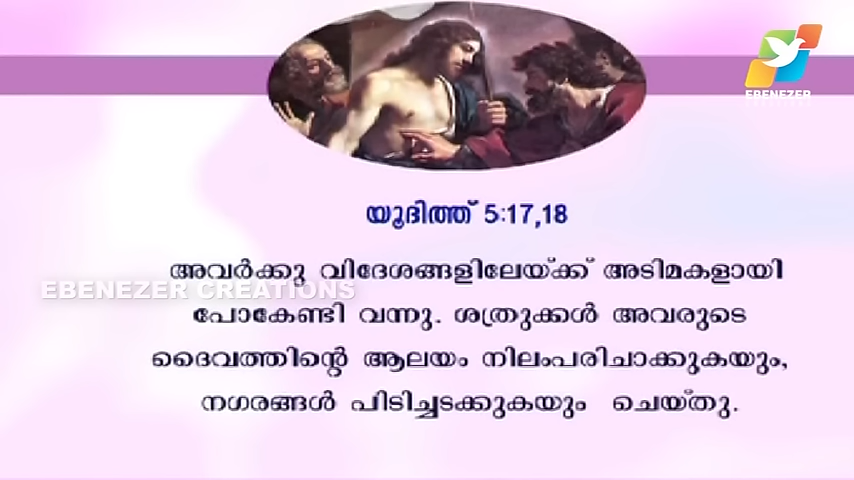 EBENEZER
യൂദിത്ത് 5:17,18
അവർക്കു വിദേശങ്ങളിലേയ്ക്ക് അടിമകളായി
EBENEZER CREATIONS
പോകേണ്ടി വന്നു. ശത്രുക്കൾ അവരുടെ
ദൈവത്തിന്റെ ആലയം നിലംപരിചാക്കുകയും,
നഗരങ്ങൾ പിടിച്ചടക്കുകയും ചെയ്തു.